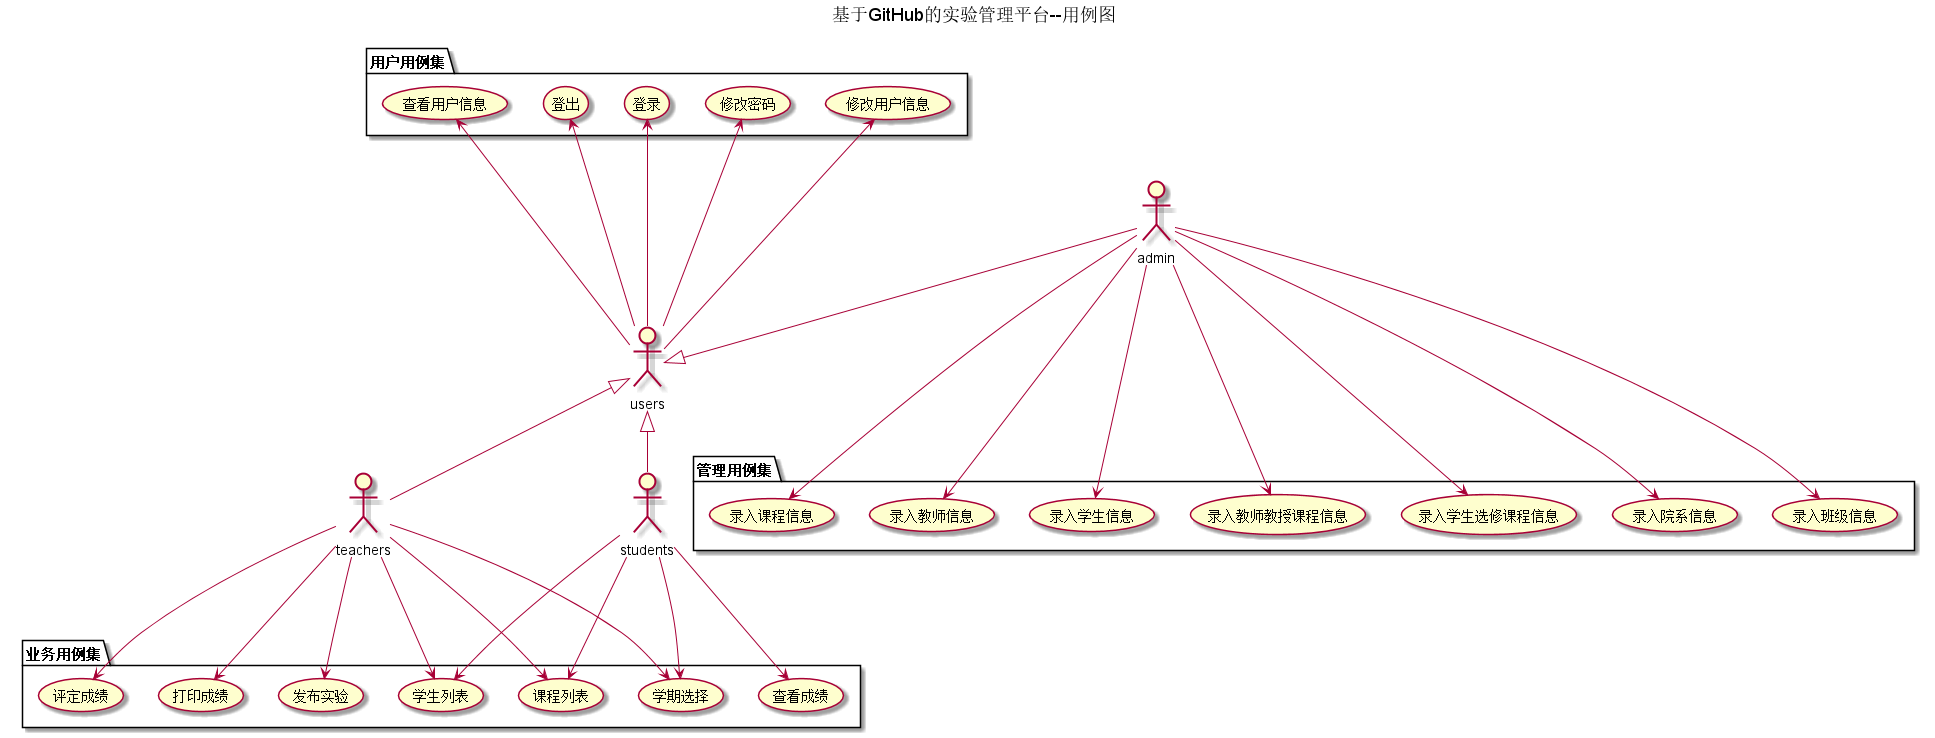 基于GitHub的实验管理平台--用例图
用户用例集
查看用户信息
登出
登录
修改密码
修改用户信息
admin
users
管理用例集
录入课程信息
录入教师信息
录入学生信息
录入教师教授课程信息
录入学生选修课程信息
录入院系信息
录入班级信息
teachers
students
业务用例集
评定成绩
打印成绩
发布实验
学生列表
课程列表
学期选择
查看成绩